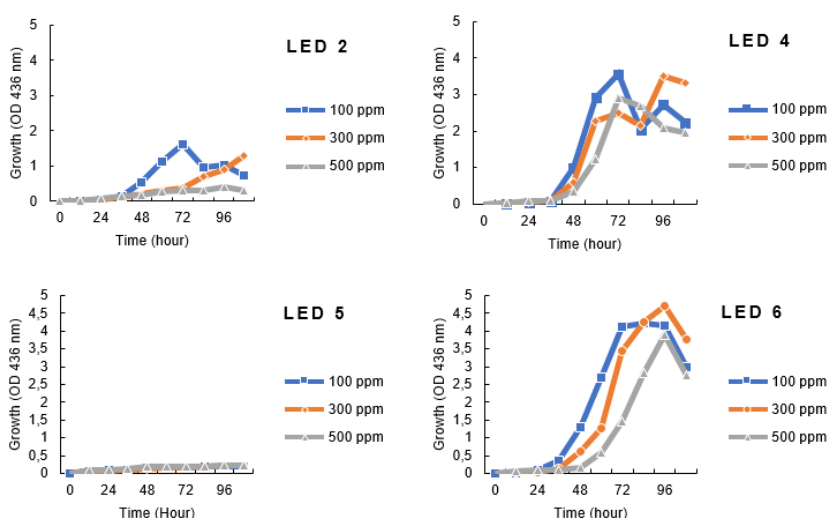 LED 2
Growth (OD 436 nm)
5
4
3
2
1
0
0 24 48 72 96
Time (hour)
100 ppm
300 ppm
500 ppm
LED 4
Growth (OD 436 nm)
5
4
3
2
1
0
0 24 48 72 96
Time (hour)
100 ppm
300 ppm
500 ppm
LED 5
Growth (OD 436 nm)
5
4,5
4
3,5
3
2,5
2
1,5
1
0,5
0
0 24 48 72 96
Time (Hour)
100 ppm
300 ppm
500 ppm
LED 6
Growth (OD 436 nm)
5
4,5
4
3,5
3
2,5
2
1,5
1
0,5
0
0 24 48 72 96
Time (hour)
100 ppm
300 ppm
500 ppm